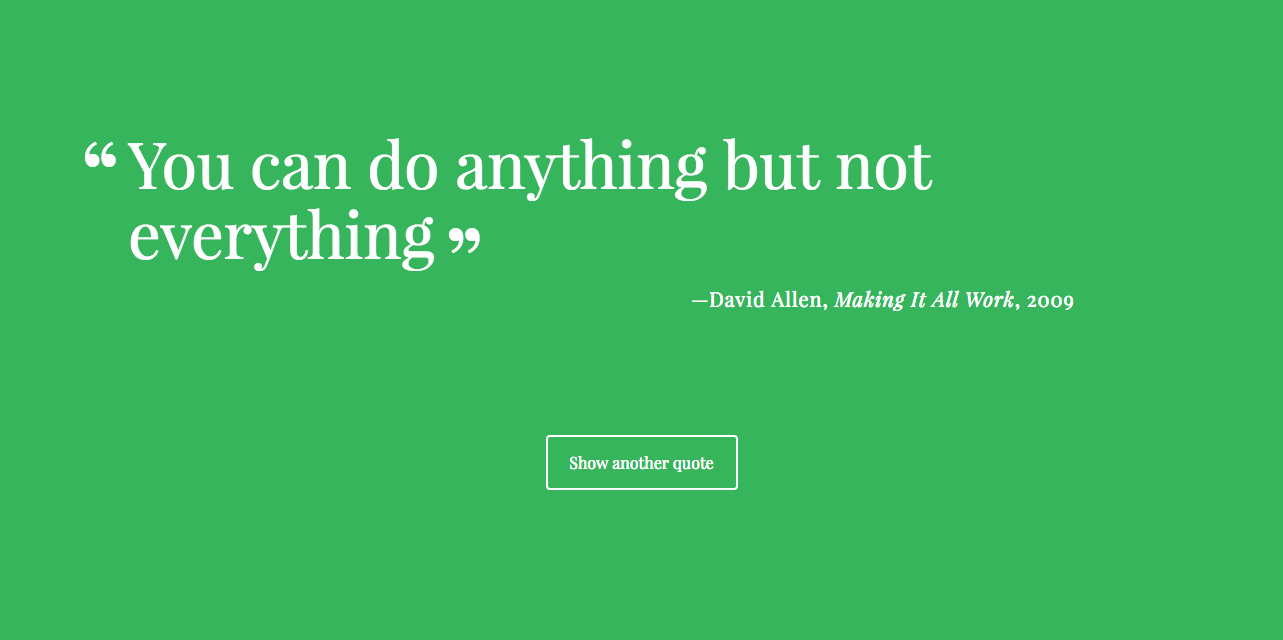 “ You can do anything but not
everything ”
—David Allen, Making It All Work, 2009
Show another quote